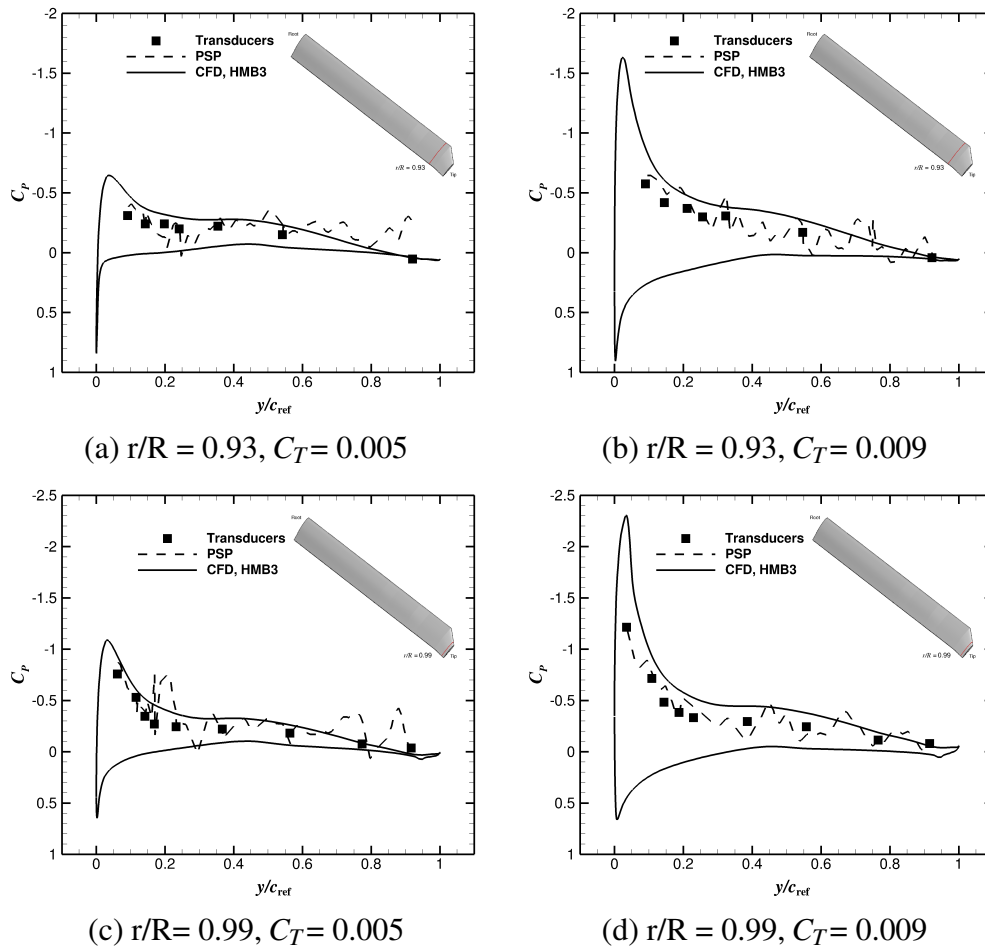 -2
-1.5
-1
-0.5
0
0.5
1
C_P
Transducers
PSP
CFD, HMB3
Root
r/R = 0.93
Tip
0 0.2 0.4 0.6 0.8 1
y/c_ref
(a) r/R = 0.93, C_T = 0.005
-2
-1.5
-1
-0.5
0
0.5
1
C_P
Transducers
PSP
CFD, HMB3
Root
r/R = 0.93
Tip
0 0.2 0.4 0.6 0.8 1
y/c_ref
(b) r/R = 0.93, C_T = 0.009
-2.5
-2
-1.5
-1
-0.5
0
0.5
1
C_P
Transducers
PSP
CFD, HMB3
Root
r/R = 0.99
Tip
0 0.2 0.4 0.6 0.8 1
y/c_ref
(c) r/R= 0.99, C_T = 0.005
-2.5
-2
-1.5
-1
-0.5
0
0.5
1
C_P
Transducers
PSP
CFD, HMB3
Root
r/R = 0.99
Tip
0 0.2 0.4 0.6 0.8 1
y/c_ref
(d) r/R = 0.99, C_T = 0.009